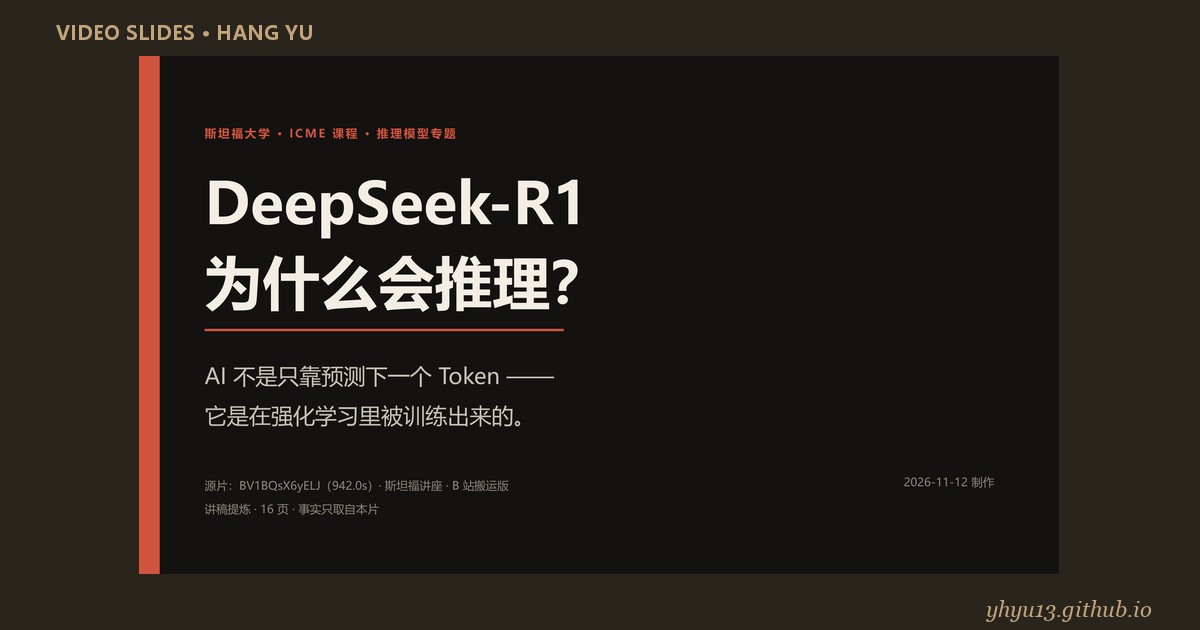 VIDEO SLIDES • HANG YU
斯坦福大学 • ICME 课程 • 推理模型专题
DeepSeek-R1
为什么会推理？
AI 不是只靠预测下一个 Token ——
它是在强化学习里被训练出来的。
源片：BV1BQsX6yELJ（942.0s）· 斯坦福讲座 · B 站搬运版
讲稿提炼 · 16 页 · 事实只取自本片
2026-11-12 制作
yhyu13.github.io